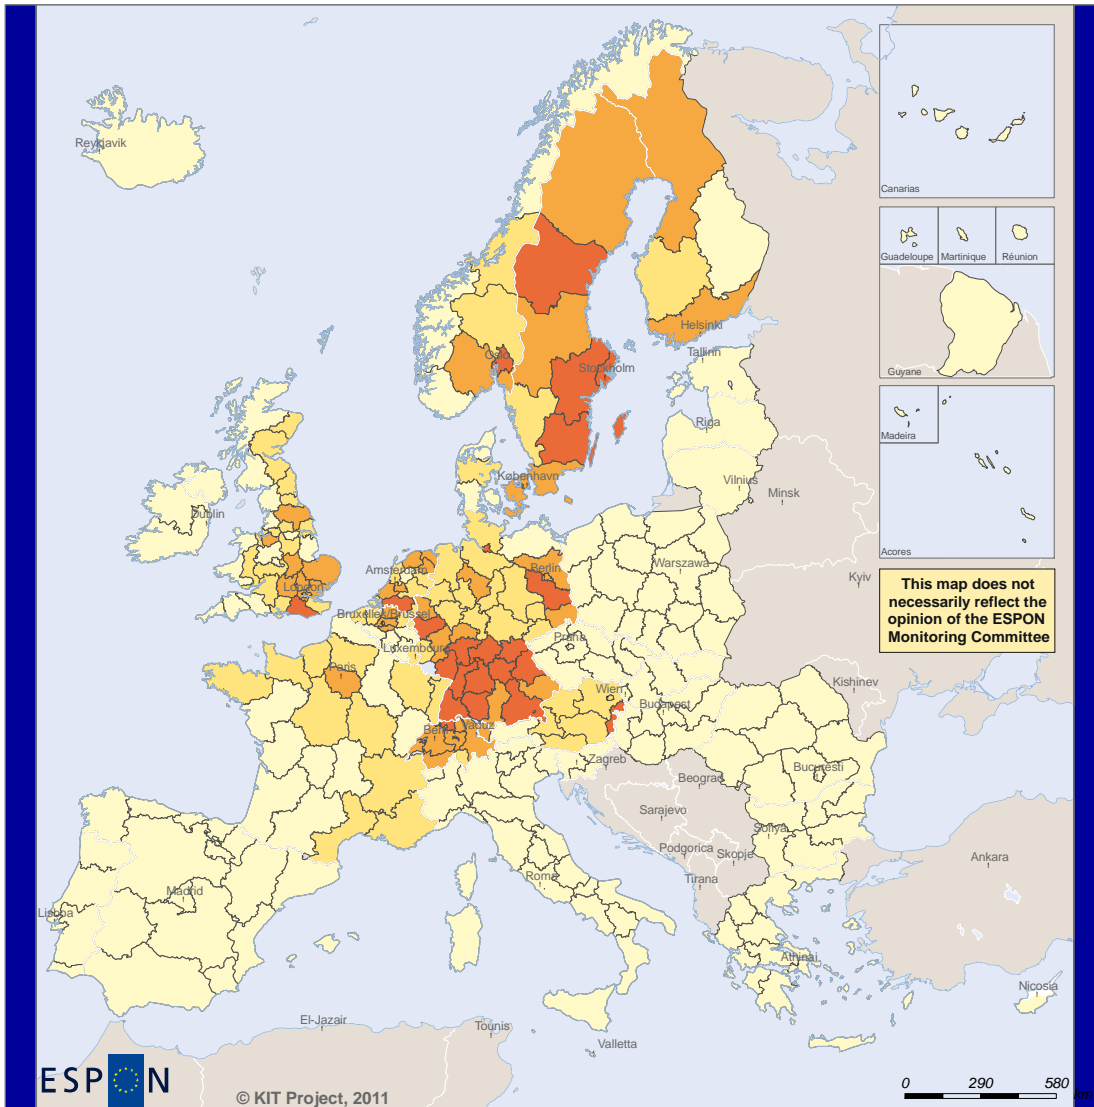 Reykjavik
Canarias
Guadeloupe
Martinique
Réunion
Guyane
Madeira
Acores
Oslo
Helsinki
Tallinn
Stockholm
Riga
København
Vilnius
Minsk
Dublin
Amsterdam
Berlin
Warszawa
London
Kyiv
This map does not
necessarily reflect the
opinion of the ESPON
Monitoring Committee
Bruxelles/Brussel
Luxembourg
Praha
Paris
Kishinev
Wien
Budapest
Bern
Vaduz
Zagreb
Bucuresti
Beograd
Sarajevo
Sofiya
Podgorica
Skopje
Ankara
Roma
Tirana
Madrid
Lisboa
Athinai
Nicosia
El-Jazair
Tounis
Valletta
ESPON
© KIT Project, 2011
0 290 580
km